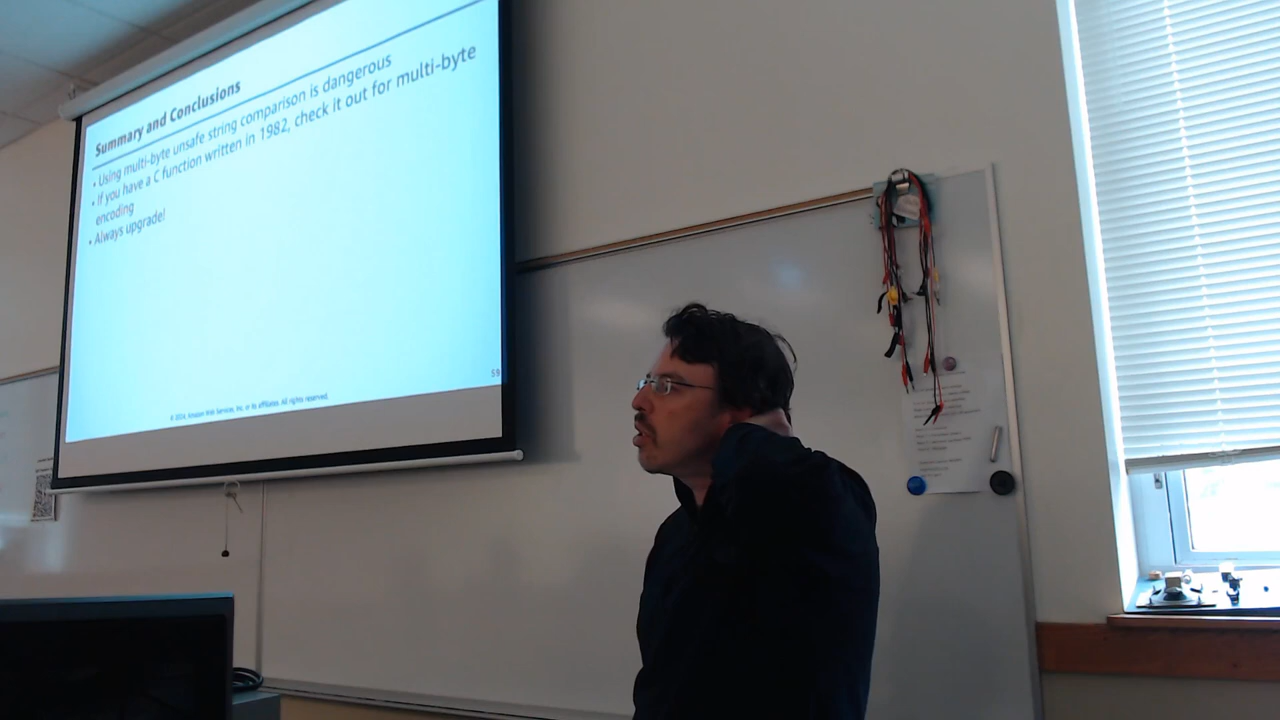 Summary and Conclusions
• Using multi-byte unsafe string comparison is dangerous
• If you have a C function written in 1982, check it out for multi-byte
encoding
• Always upgrade!
59
© 2024, Amazon Web Services, Inc. or its affiliates. All rights reserved.